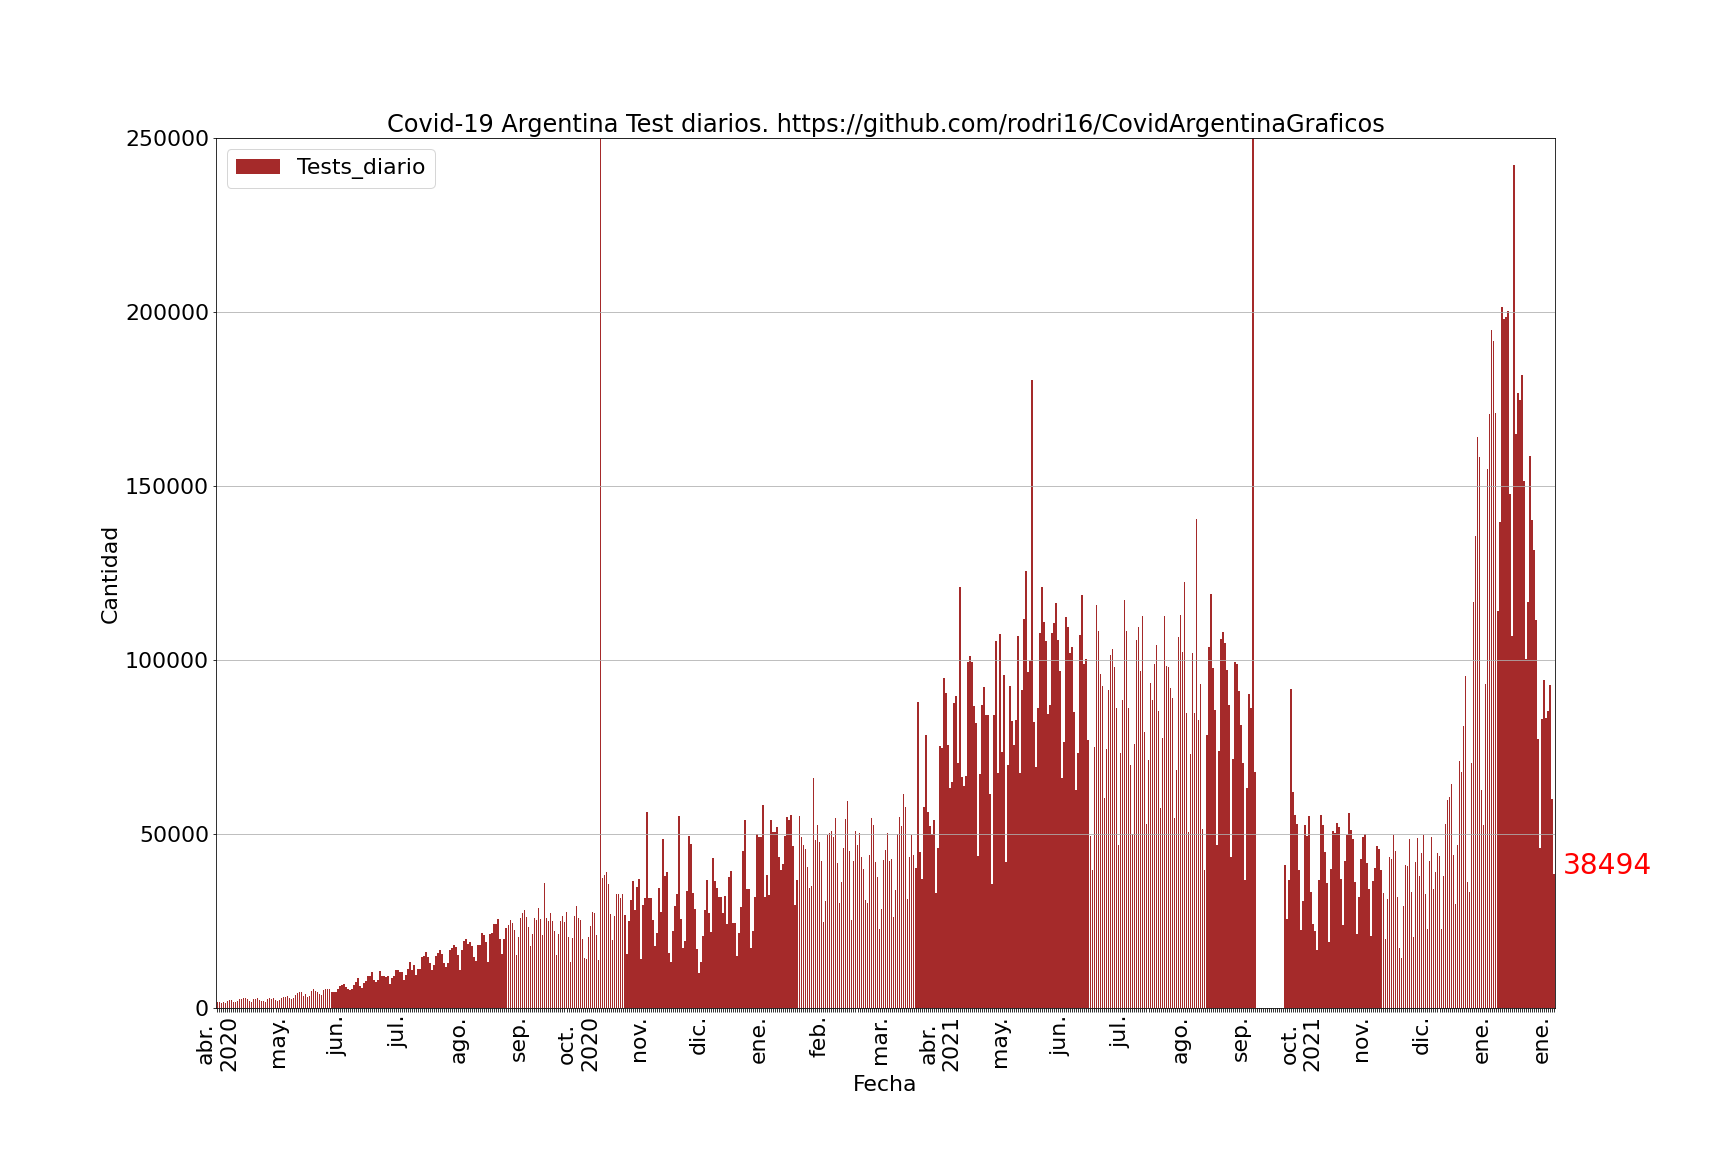 Covid-19 Argentina Test diarios. https://github.com/rodri16/CovidArgentinaGraficos
Tests_diario
250000
200000
150000
100000
50000
0
Cantidad
38494
abr.
2020
may.
jun.
jul.
ago.
sep.
oct.
2020
nov.
dic.
ene.
feb.
mar.
abr.
2021
may.
jun.
jul.
ago.
sep.
oct.
2021
nov.
dic.
ene.
ene.
Fecha